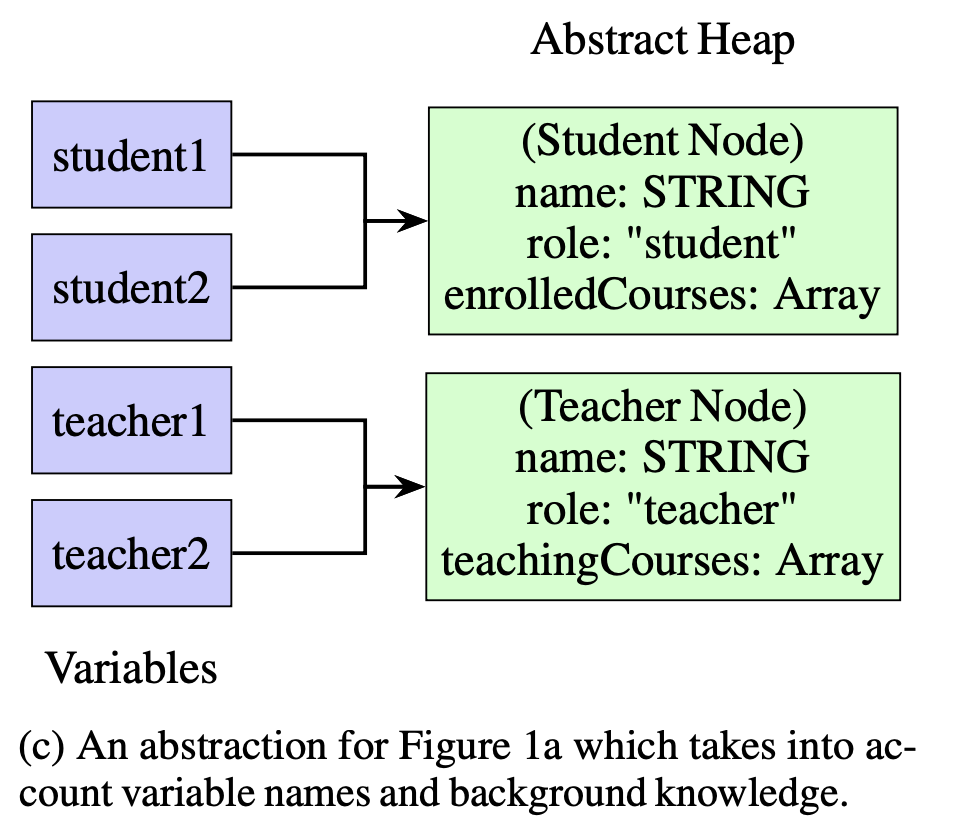 Abstract Heap
student1
student2
teacher1
teacher2
(Student Node)
name: STRING
role: "student"
enrolledCourses: Array
(Teacher Node)
name: STRING
role: "teacher"
teachingCourses: Array
Variables
(c) An abstraction for Figure 1a which takes into ac-
count variable names and background knowledge.